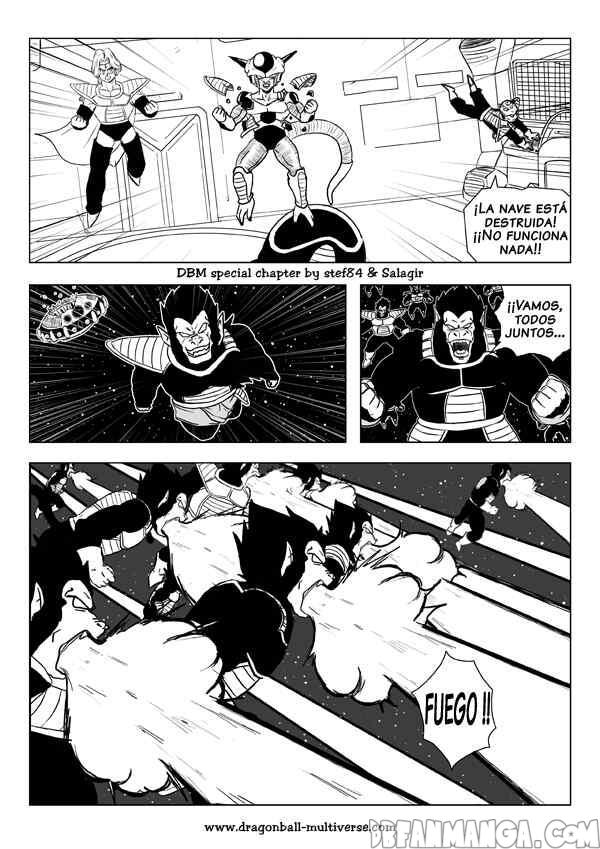 ¡LA NAVE ESTÁ
DESTRUIDA!
¡¡NO FUNCIONA
NADA!!
DBM special chapter by stef84 & Salagir
¡¡VAMOS,
TODOS
JUNTOS...
FUEGO !!
www.dragonball-multiverse.com
DBFANMANGA.COM